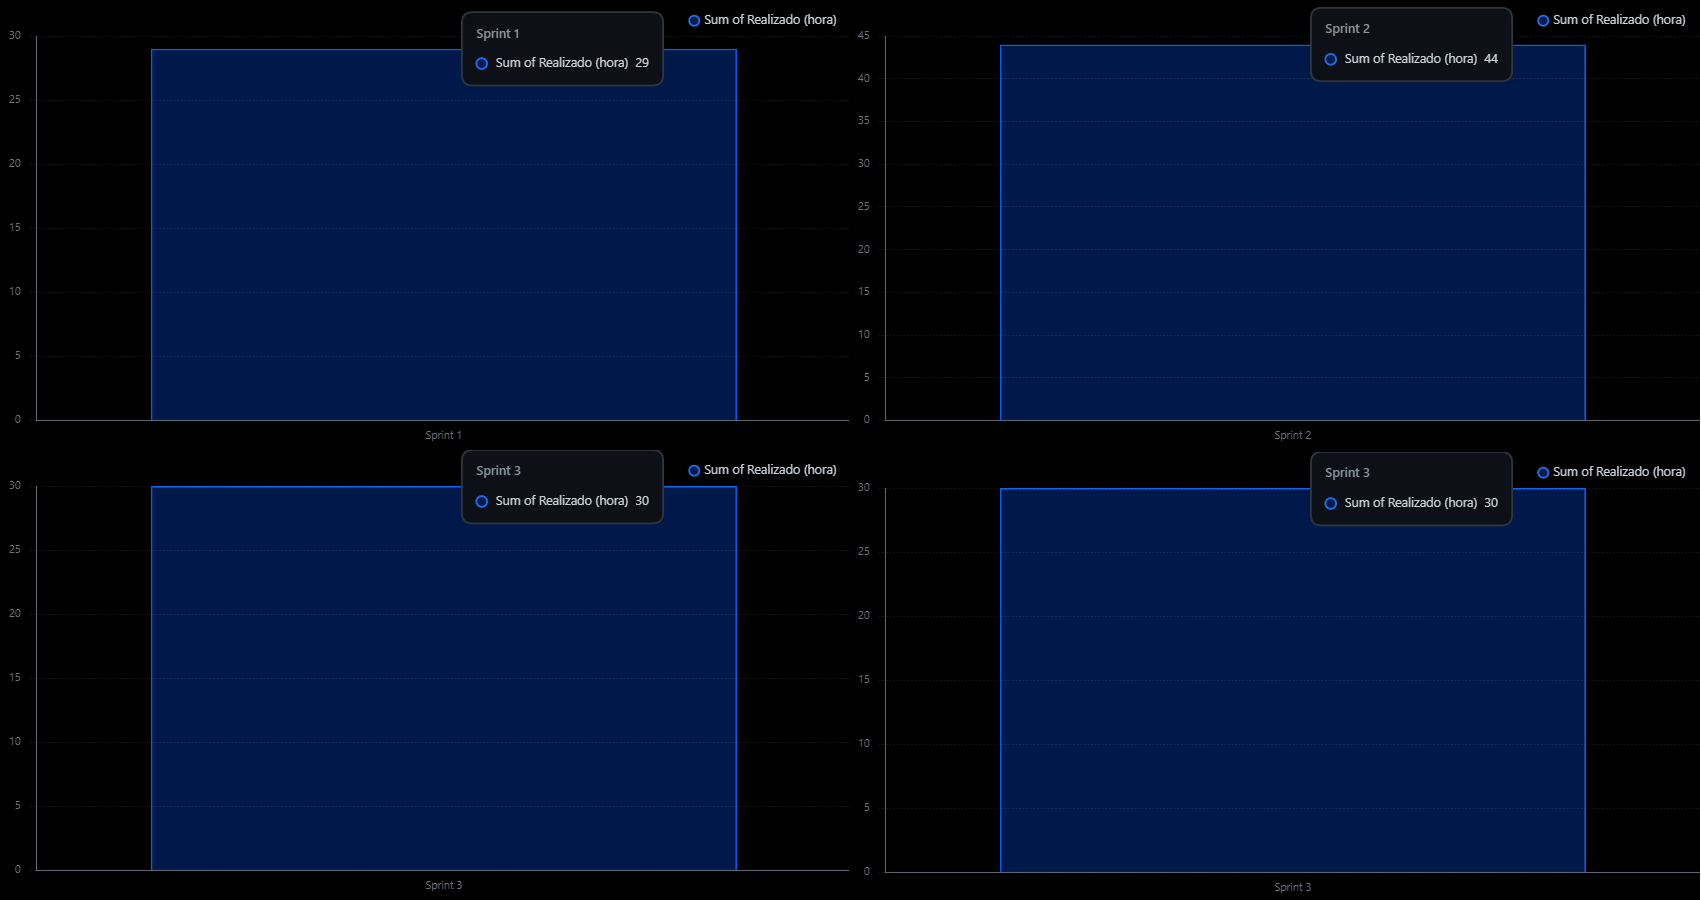 Sum of Realizado (hora)
Sprint 1
Sum of Realizado (hora) 29
30
25
20
15
10
5
0
Sprint 1
Sum of Realizado (hora)
Sprint 2
Sum of Realizado (hora) 44
45
40
35
30
25
20
15
10
5
0
Sprint 2
Sum of Realizado (hora)
Sprint 3
Sum of Realizado (hora) 30
30
25
20
15
10
5
0
Sprint 3
Sum of Realizado (hora)
Sprint 3
Sum of Realizado (hora) 30
30
25
20
15
10
5
0
Sprint 3